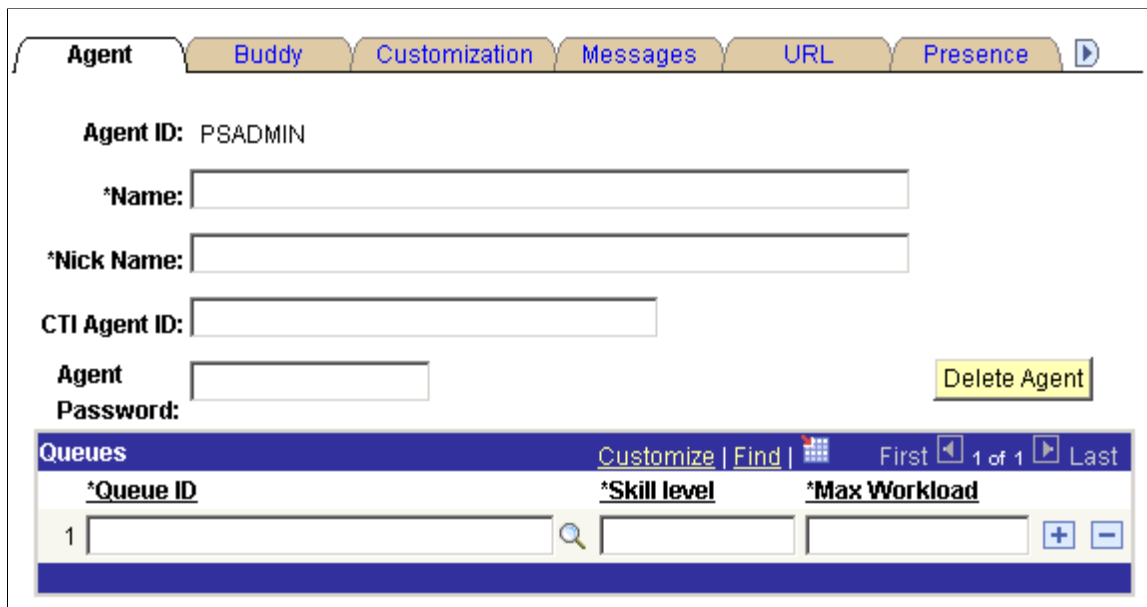 Agent Buddy Customization Messages URL Presence
Agent ID: PSADMIN
*Name:
*Nick Name:
CTI Agent ID:
Agent
Password:
Delete Agent
Queues Customize | Find | First 1 of 1 Last
*Queue ID *Skill level *Max Workload
1